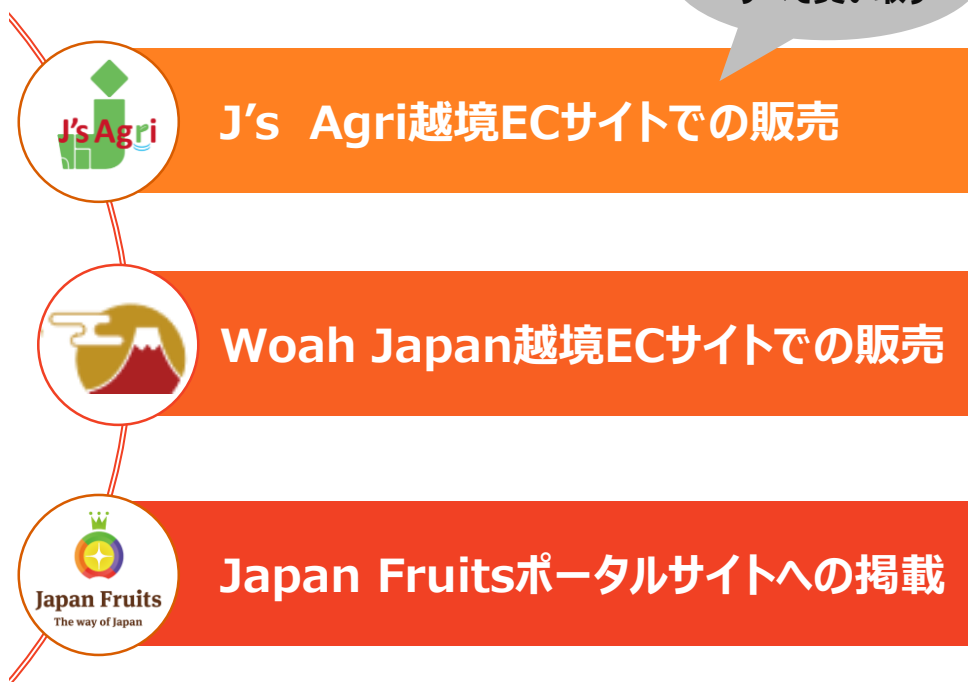 J's Agri
J's Agri越境ECサイトでの販売
Woah Japan越境ECサイトでの販売
Japan Fruits
The way of Japan
Japan Fruitsポータルサイトへの掲載